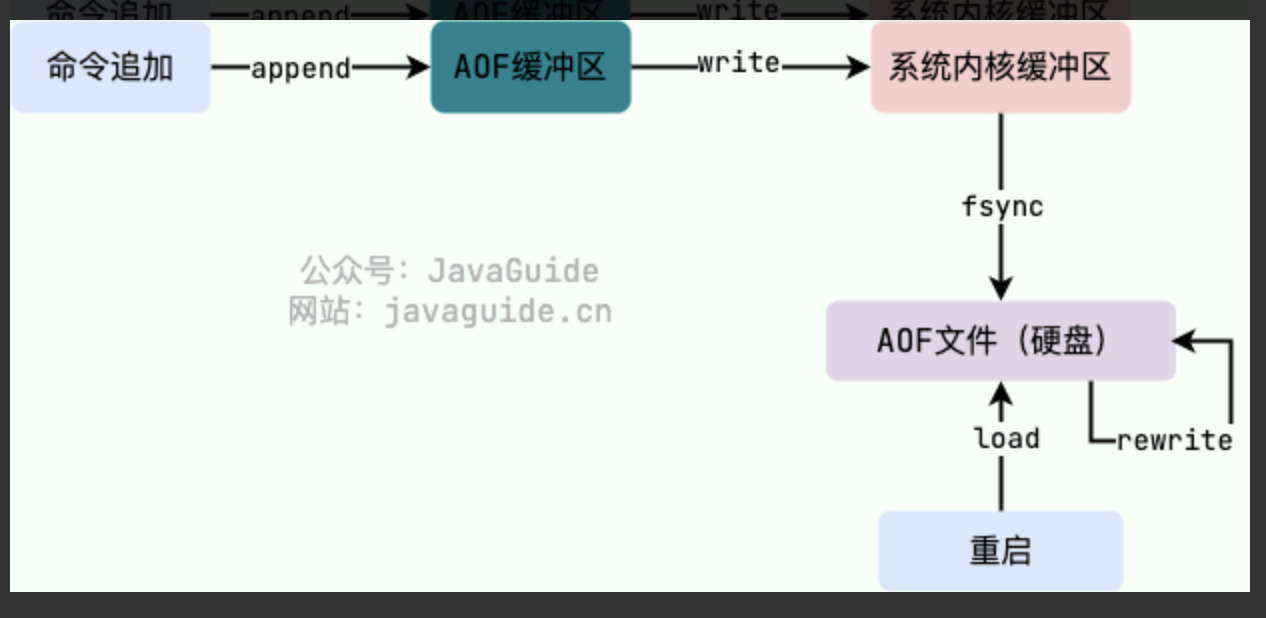 命令追加 append AOF缓冲区 write 系统内核缓冲区
命令追加 append AOF缓冲区 write 系统内核缓冲区
fsync
公众号：JavaGuide
网站：javaguide.cn
AOF文件（硬盘）
load
rewrite
重启